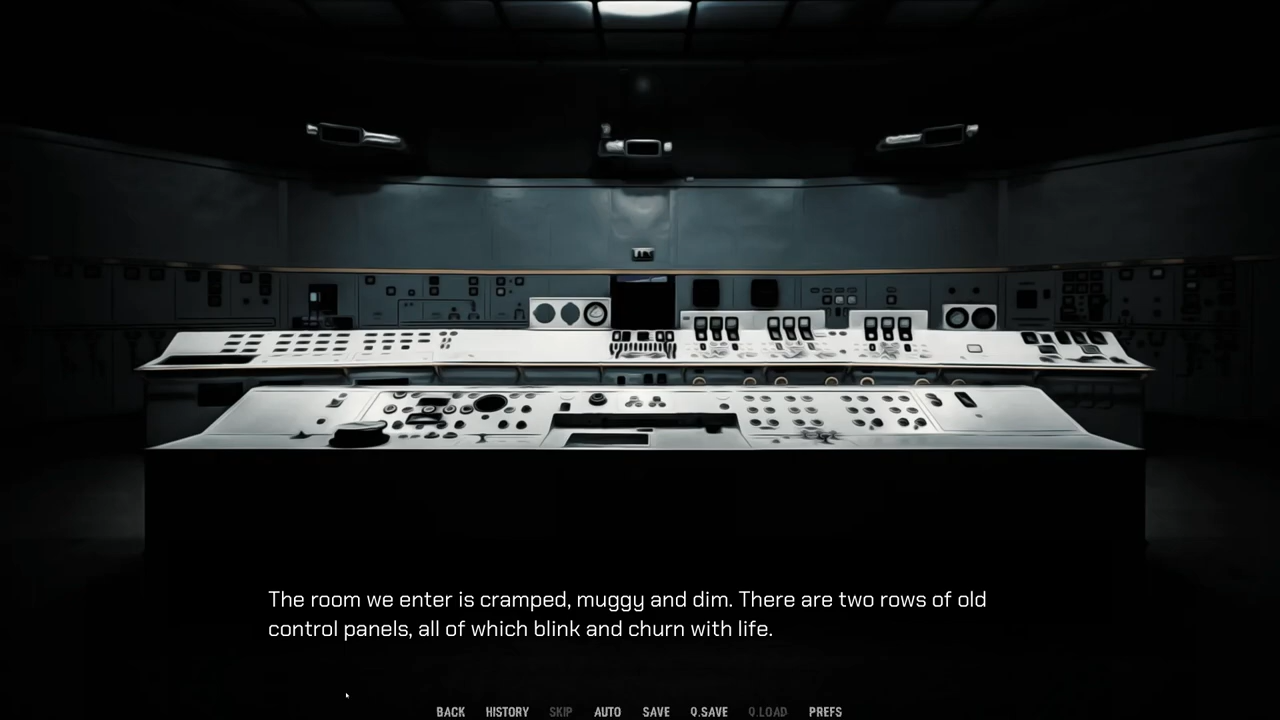 The room we enter is cramped, muggy and dim. There are two rows of old
control panels, all of which blink and churn with life.
BACK HISTORY SKIP AUTO SAVE Q.SAVE Q.LOAD PREFS